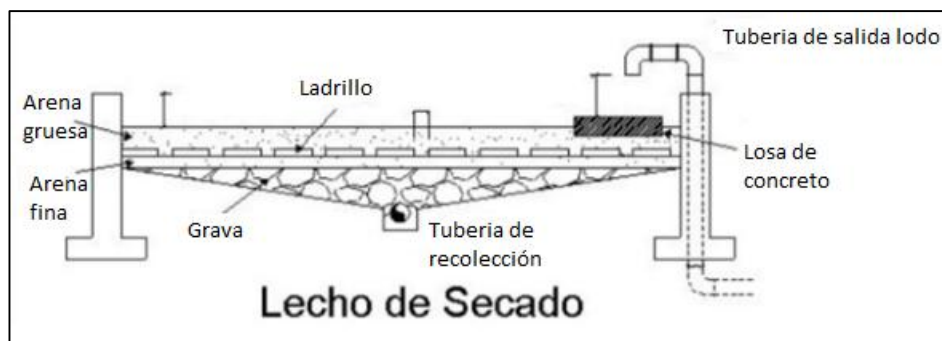 Tuberia de salida lodo
Ladrillo
Arena
gruesa
Losa de
concreto
Arena
fina
Grava
Tuberia de
recolección
Lecho de Secado